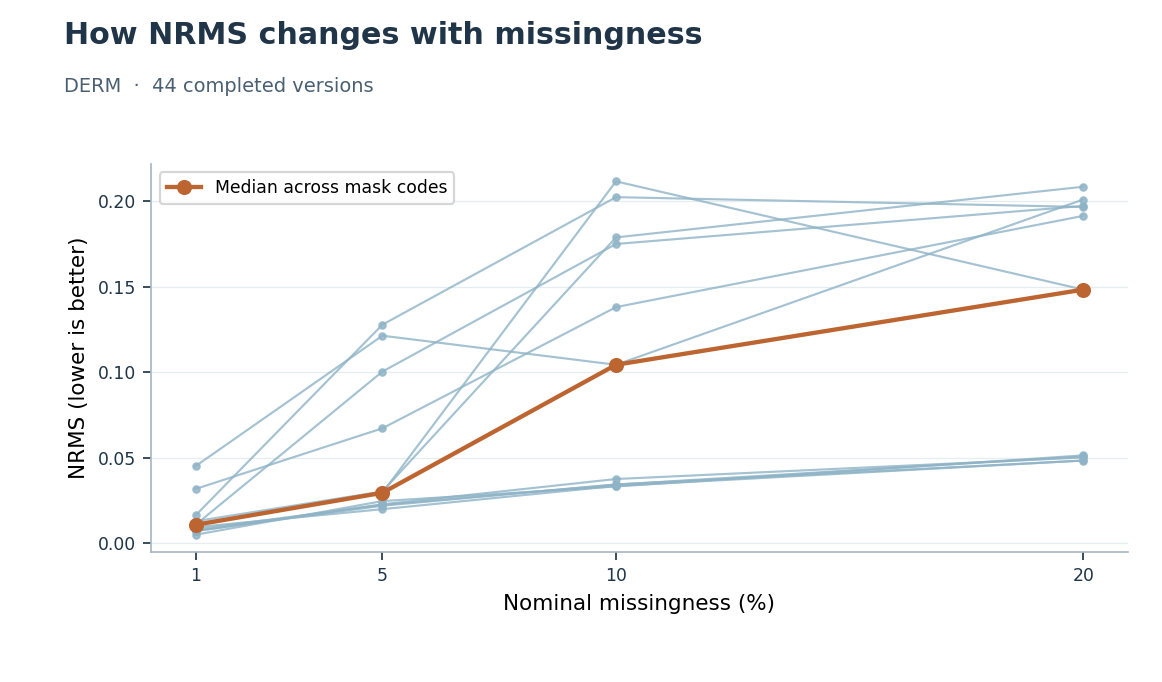 How NRMS changes with missingness
DERM · 44 completed versions
Median across mask codes
NRMS (lower is better)
0.20
0.15
0.10
0.05
0.00
1 5 10 20
Nominal missingness (%)